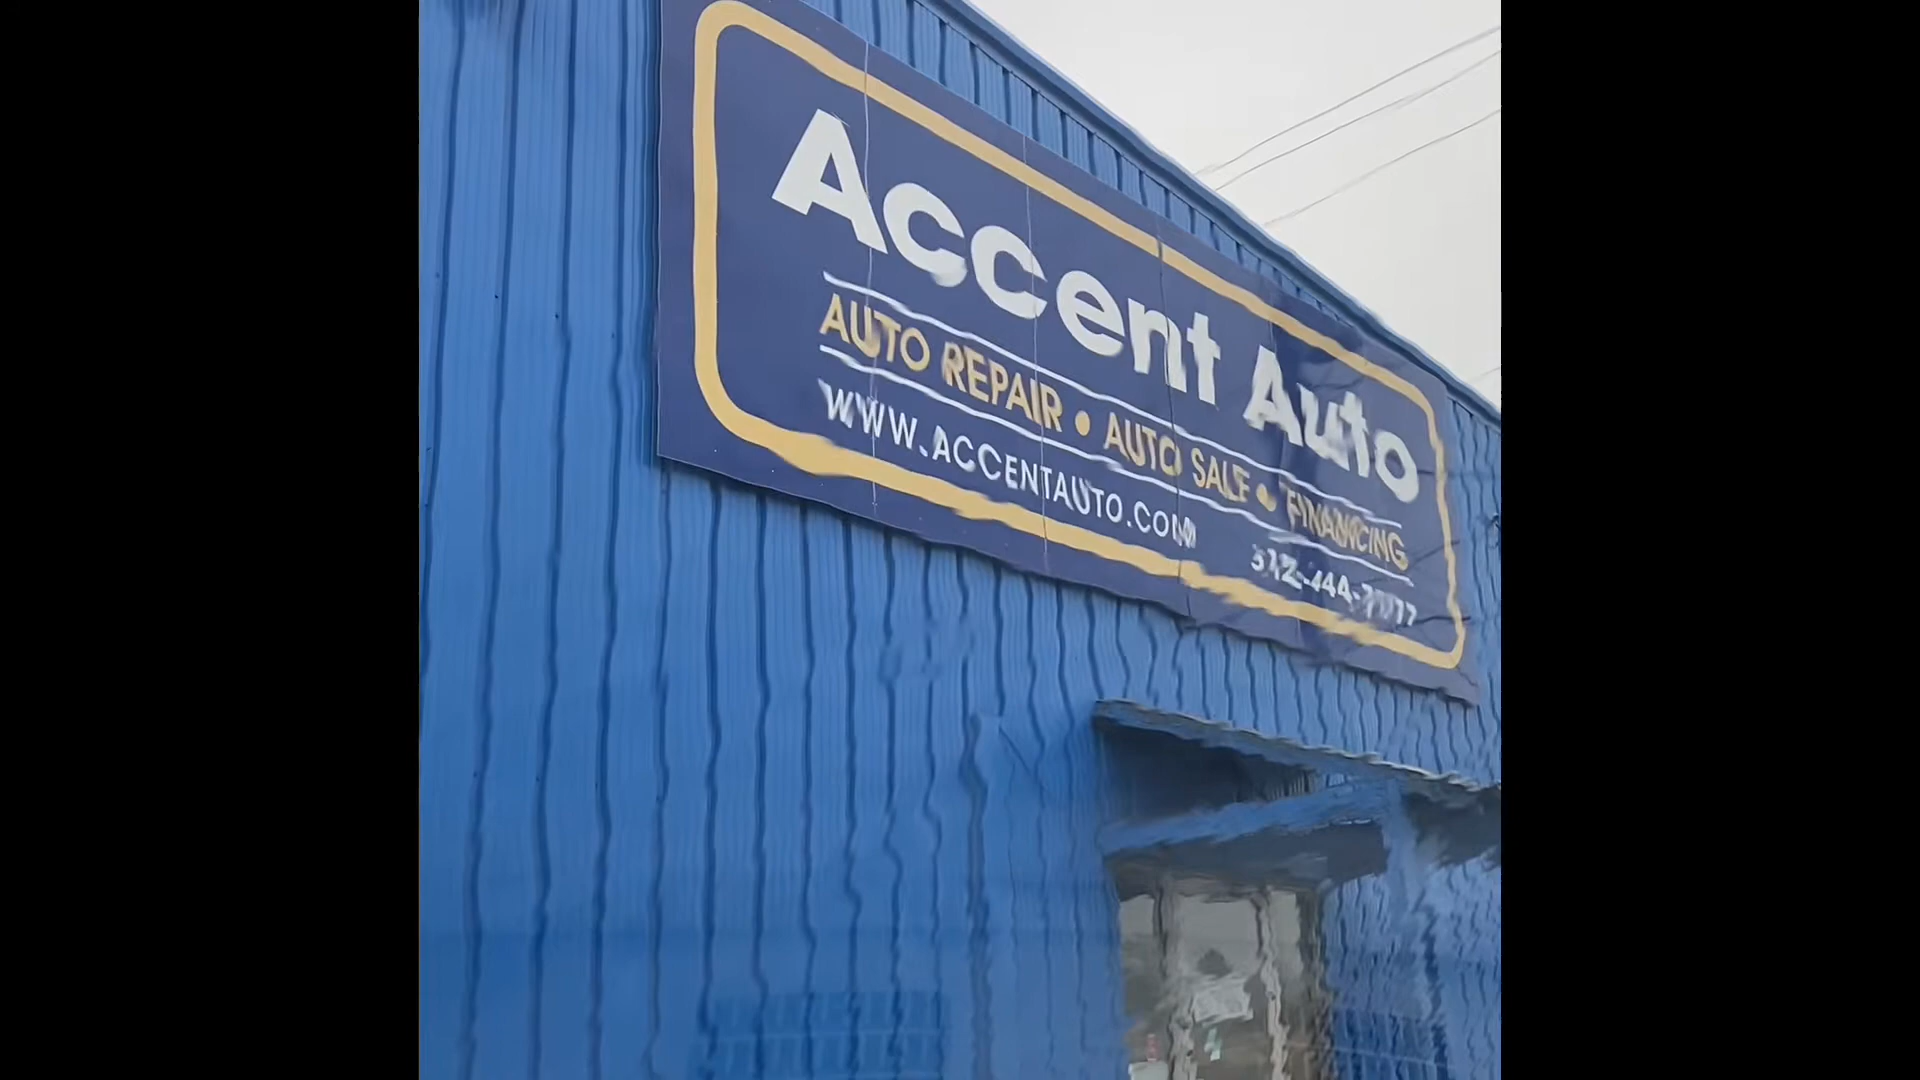 Accent Auto
AUTO REPAIR • AUTO SALE • FINANCING
WWW.ACCENTAUTO.COM